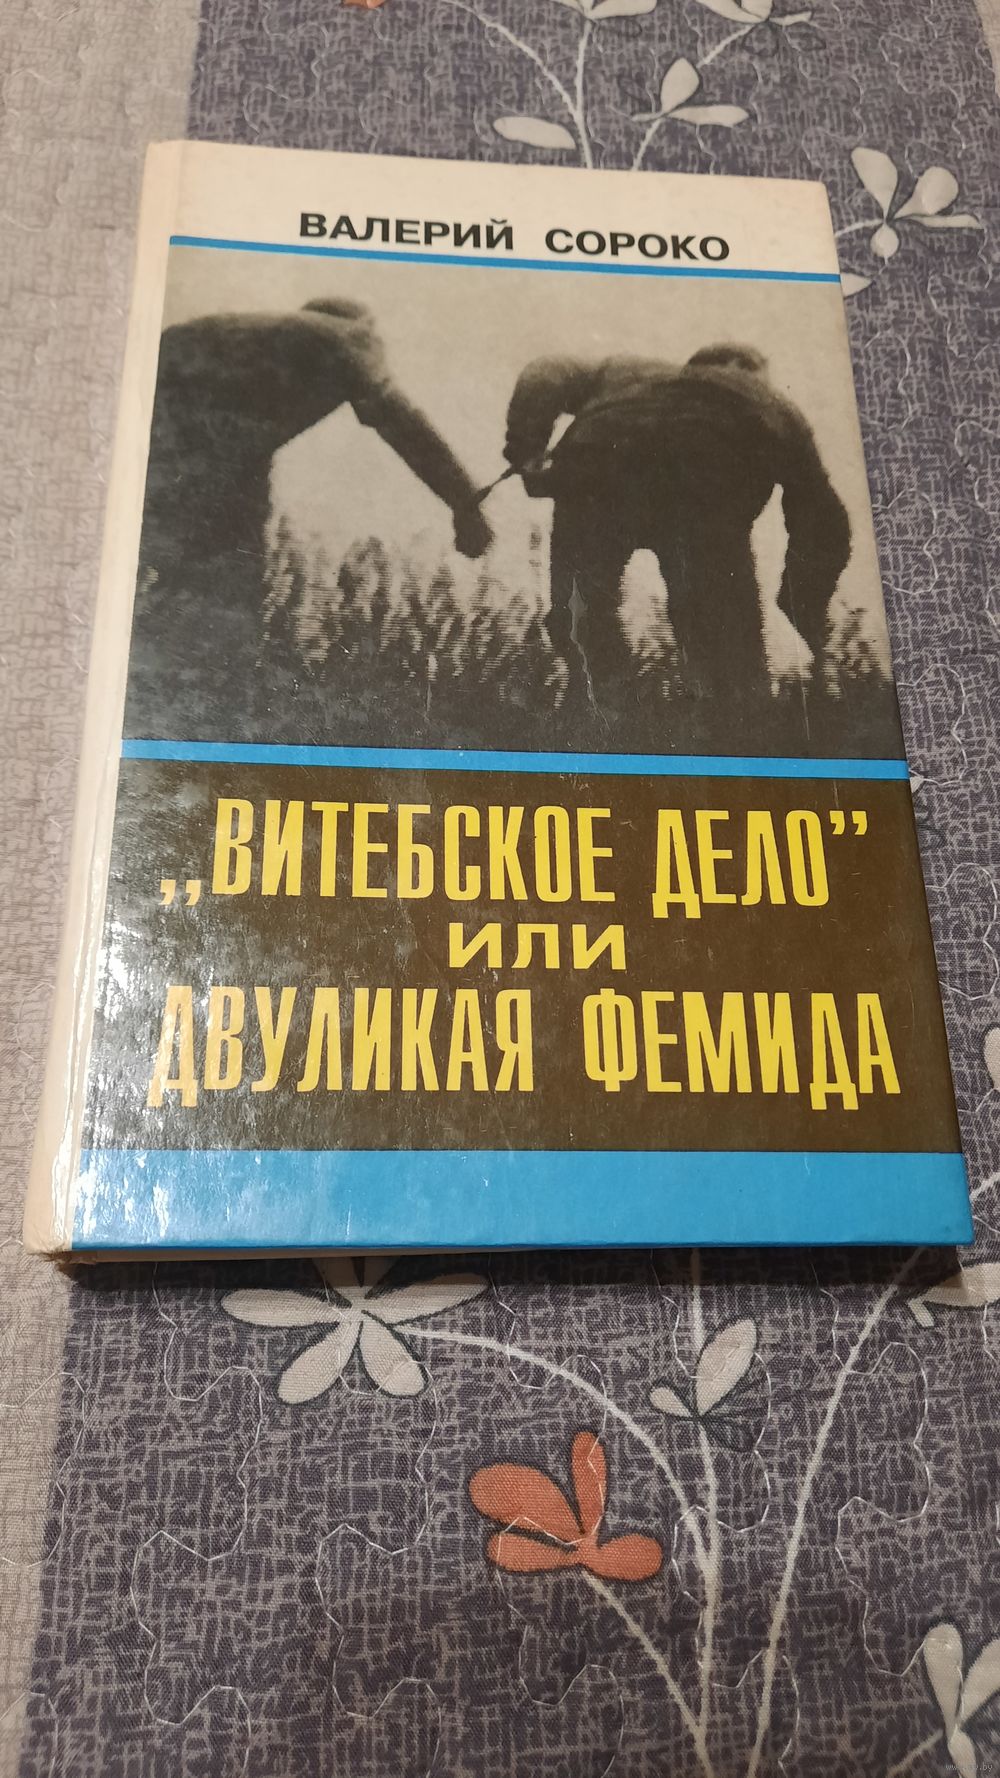 ВАЛЕРИЙ СОРОКО
„ВИТЕБСКОЕ ДЕЛО”
ИЛИ
ДВУЛИКАЯ ФЕМИДА